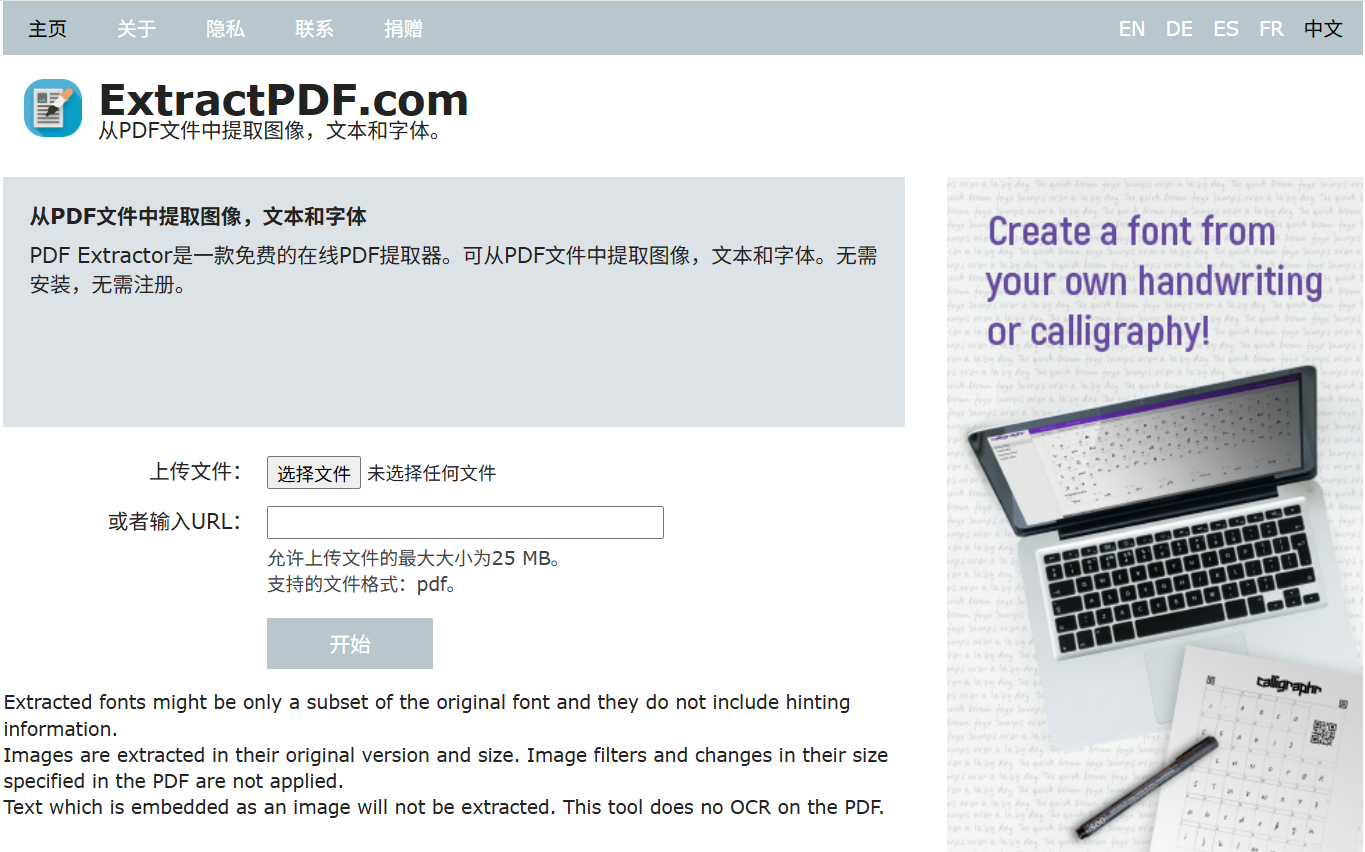 主页 关于 隐私 联系 捐赠 EN DE ES FR 中文
ExtractPDF.com
从PDF文件中提取图像，文本和字体。
从PDF文件中提取图像，文本和字体
PDF Extractor是一款免费的在线PDF提取器。可从PDF文件中提取图像，文本和字体。无需
安装，无需注册。
上传文件： 选择文件 未选择任何文件
或者输入URL：
允许上传文件的最大大小为25 MB。
支持的文件格式：pdf。
开始
Extracted fonts might be only a subset of the original font and they do not include hinting
information.
Images are extracted in their original version and size. Image filters and changes in their size
specified in the PDF are not applied.
Text which is embedded as an image will not be extracted. This tool does no OCR on the PDF.
Create a font from
your own handwriting
or calligraphy!
calligraphr